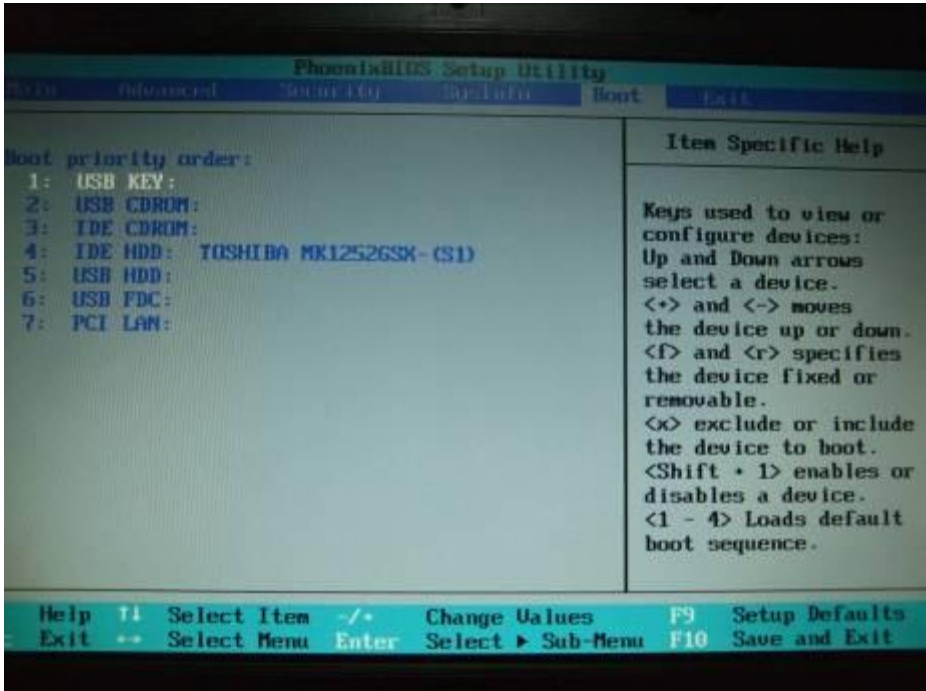 PhoenixBIOS Setup Utility
Main Advanced Security SysInfo Boot Exit
Boot priority order:
1: USB KEY:
2: USB CDROM:
3: IDE CDROM:
4: IDE HDD: TOSHIBA MK1252GSX-(S1)
5: USB HDD:
6: USB FDC:
7: PCI LAN:
Item Specific Help
Keys used to view or
configure devices:
Up and Down arrows
select a device.
<+> and <-> moves
the device up or down.
<f> and <r> specifies
the device fixed or
removable.
<x> exclude or include
the device to boot.
<Shift + 1> enables or
disables a device.
<1 - 4> Loads default
boot sequence.
Help ↑↓ Select Item -/+ Change Values F9 Setup Defaults
Exit ↔ Select Menu Enter Select ▶ Sub-Menu F10 Save and Exit